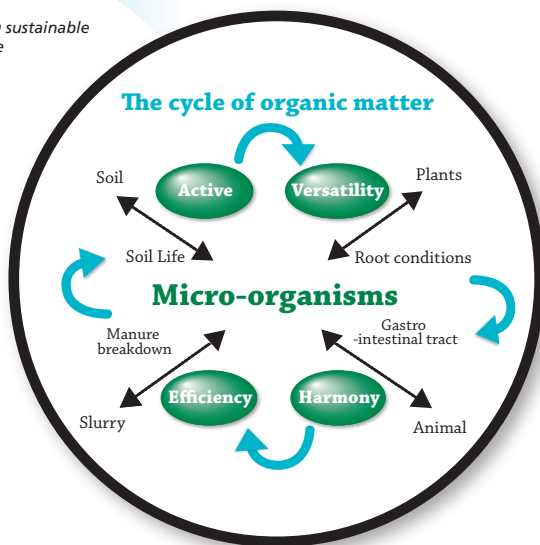 sustainable
The cycle of organic matter
Soil
Active
Versatility
Plants
Soil Life
Root conditions
Micro-organisms
Manure
breakdown
Gastro
-intestinal tract
Slurry
Efficiency
Harmony
Animal